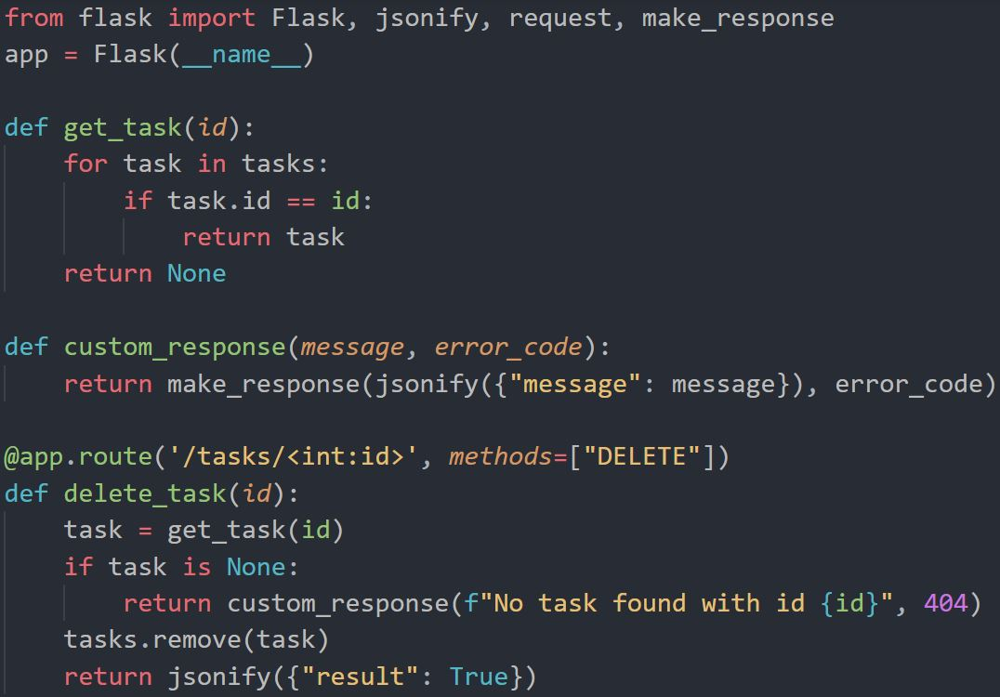 from flask import Flask, jsonify, request, make_response
app = Flask(__name__)

def get_task(id):
    for task in tasks:
        if task.id == id:
            return task
    return None

def custom_response(message, error_code):
    return make_response(jsonify({"message": message}), error_code)

@app.route('/tasks/<int:id>', methods=["DELETE"])
def delete_task(id):
    task = get_task(id)
    if task is None:
        return custom_response(f"No task found with id {id}", 404)
    tasks.remove(task)
    return jsonify({"result": True})